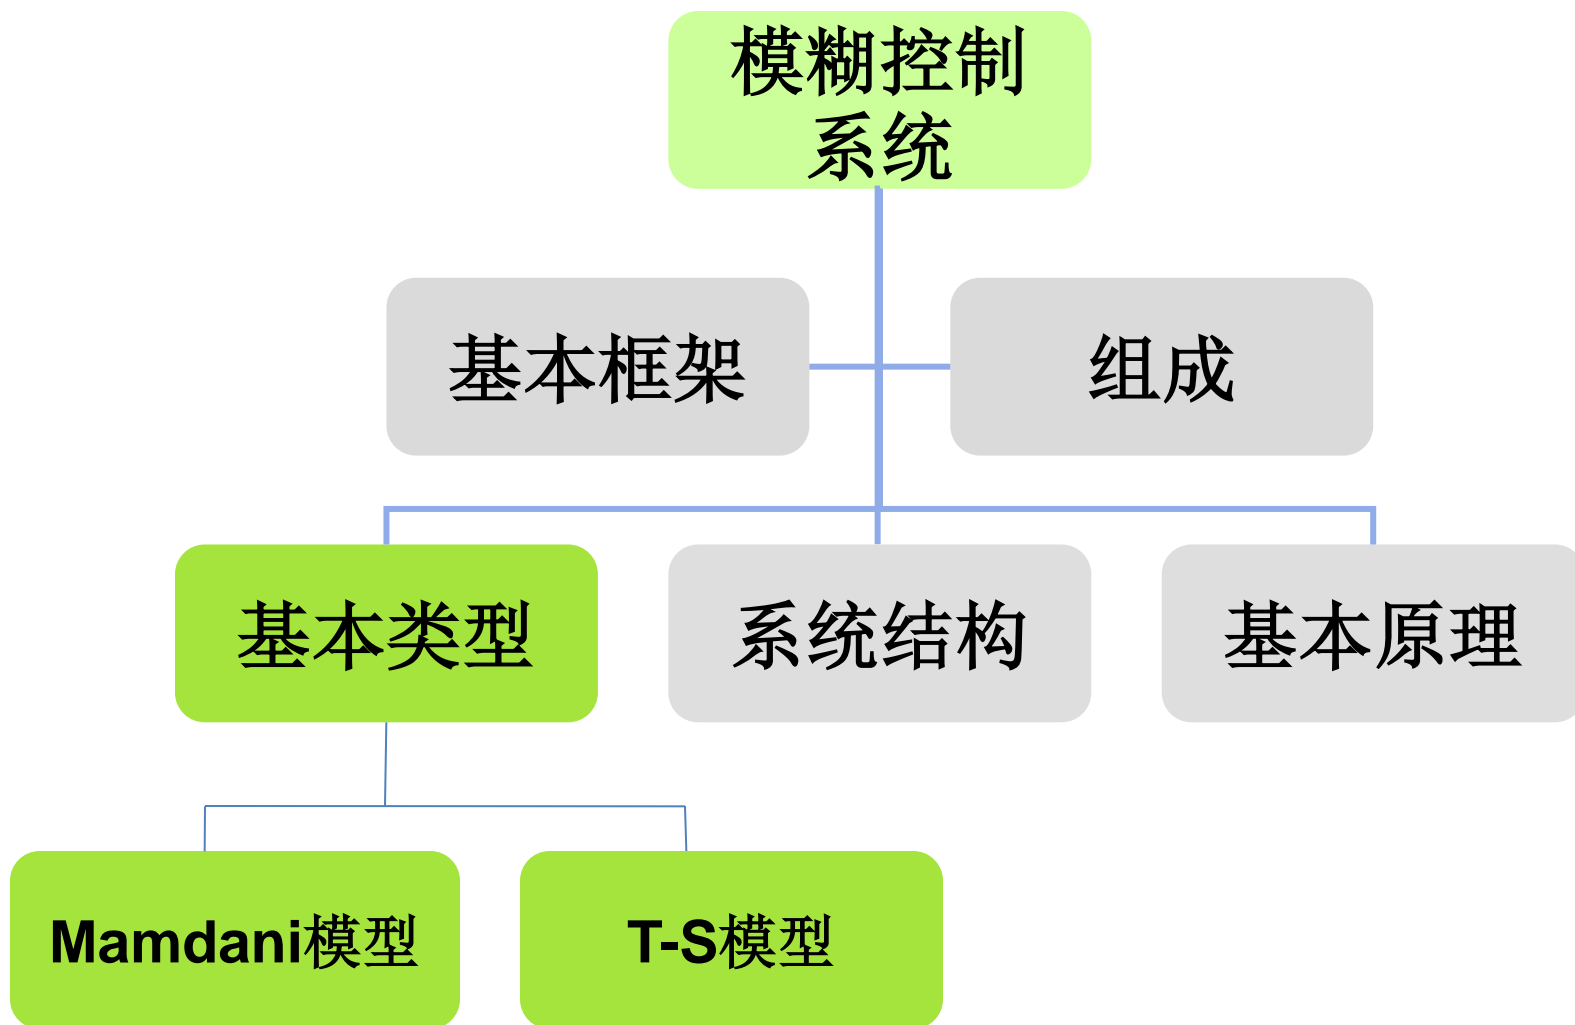 模糊控制
系统
基本框架
组成
基本类型
系统结构
基本原理
Mamdani模型
T-S模型